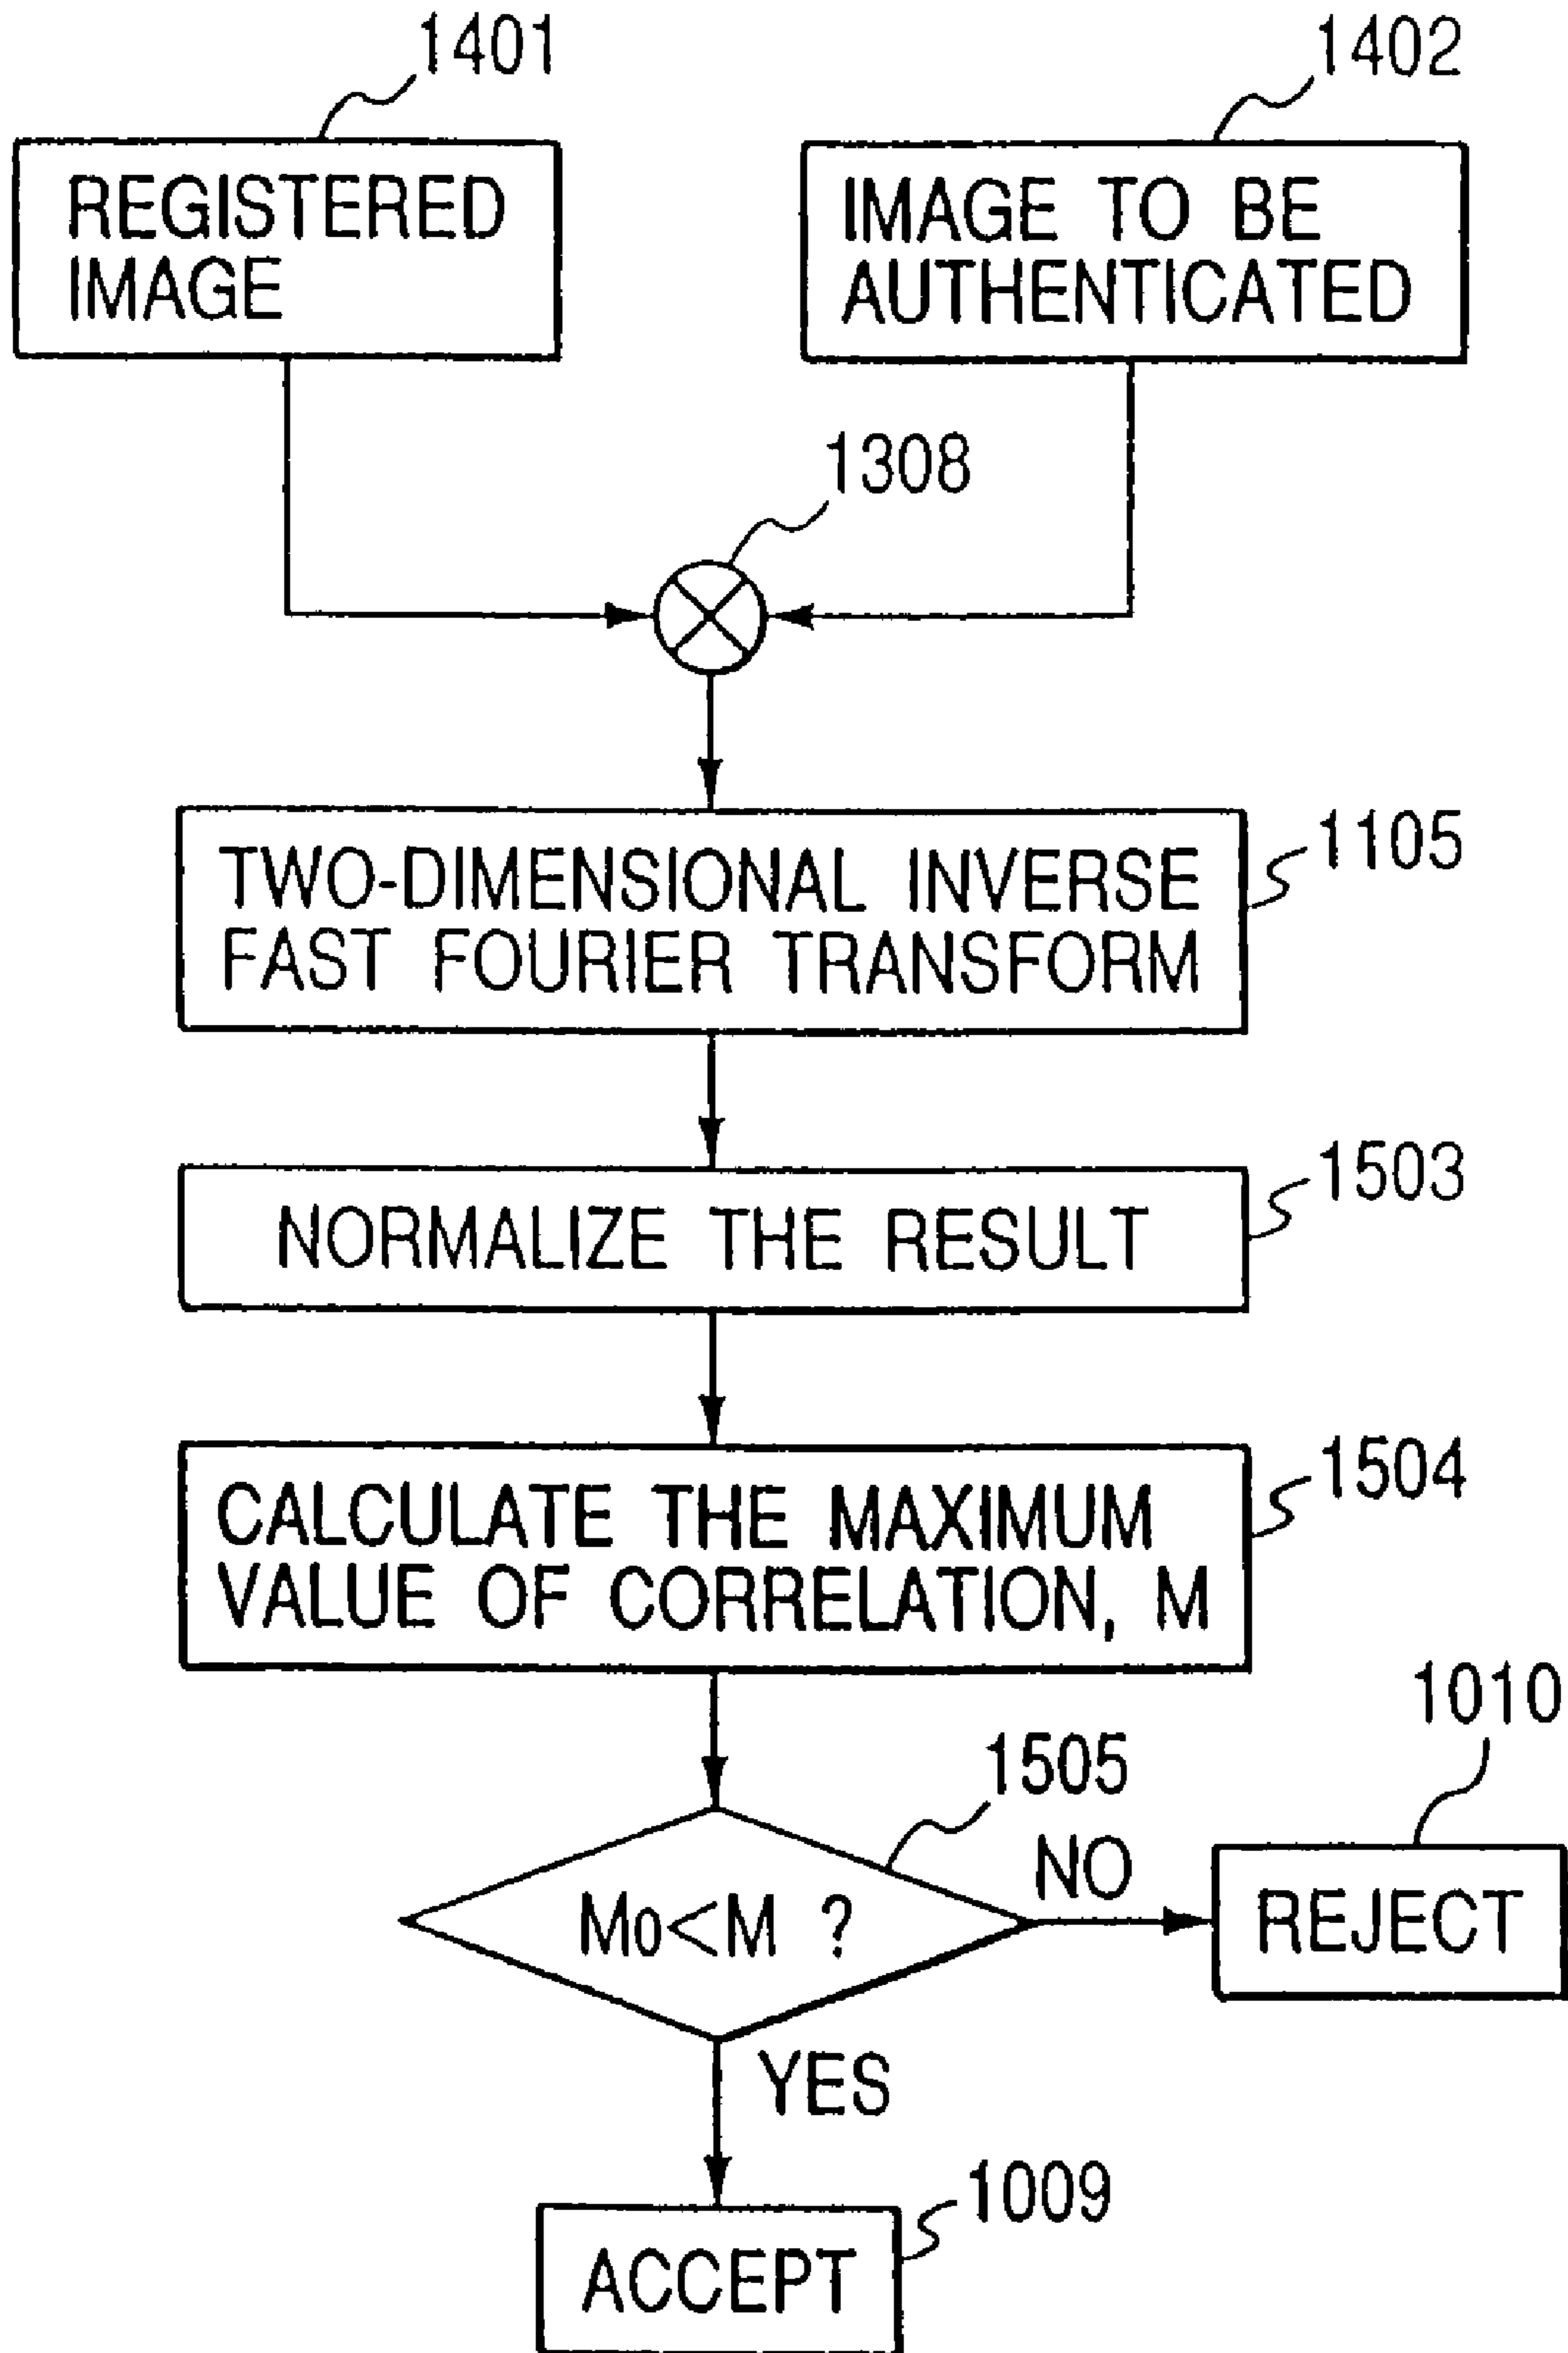 1401
1402
REGISTERED
IMAGE
IMAGE TO BE
AUTHENTICATED
1308
1105
TWO-DIMENSIONAL INVERSE
FAST FOURIER TRANSFORM
1503
NORMALIZE THE RESULT
1504
CALCULATE THE MAXIMUM
VALUE OF CORRELATION, M
1010
1505
NO
M0<M ?
REJECT
YES
1009
ACCEPT